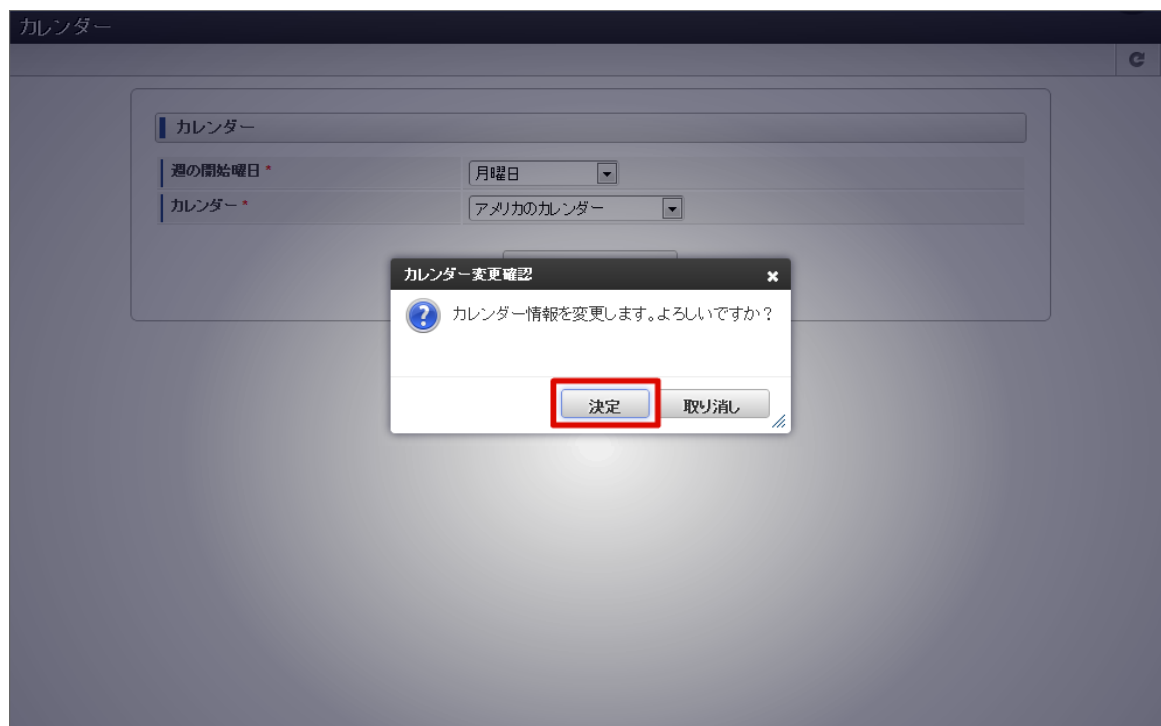 カレンダー
カレンダー
週の開始曜日 *
月曜日
カレンダー *
アメリカのカレンダー
カレンダー変更確認
カレンダー情報を変更します。よろしいですか？
決定
取り消し